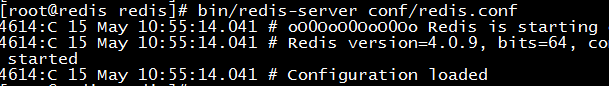 [root@redis redis]# bin/redis-server conf/redis.conf
4614:C 15 May 10:55:14.041 # oO0OoO0OoO0Oo Redis is starting
4614:C 15 May 10:55:14.041 # Redis version=4.0.9, bits=64, co
started
4614:C 15 May 10:55:14.041 # Configuration loaded